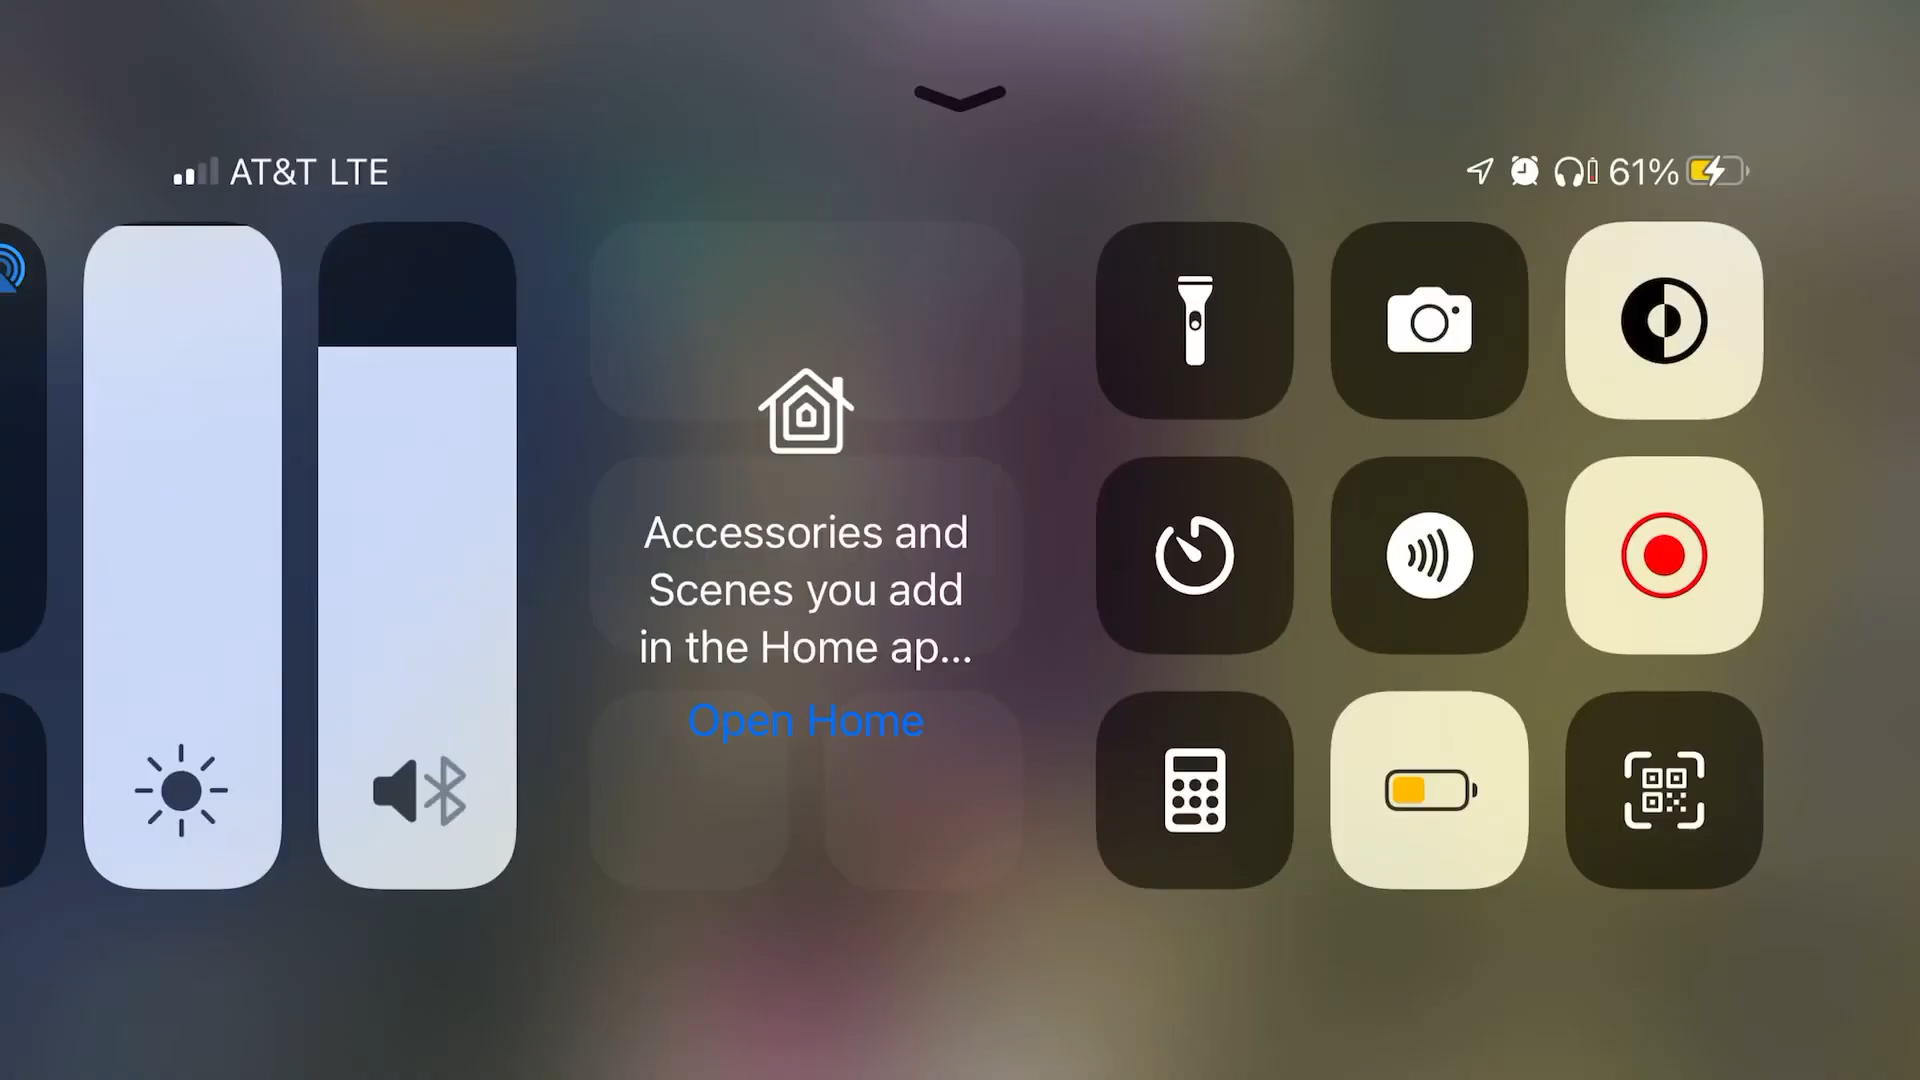 AT&T LTE
61%
Accessories and
Scenes you add
in the Home ap...
Open Home